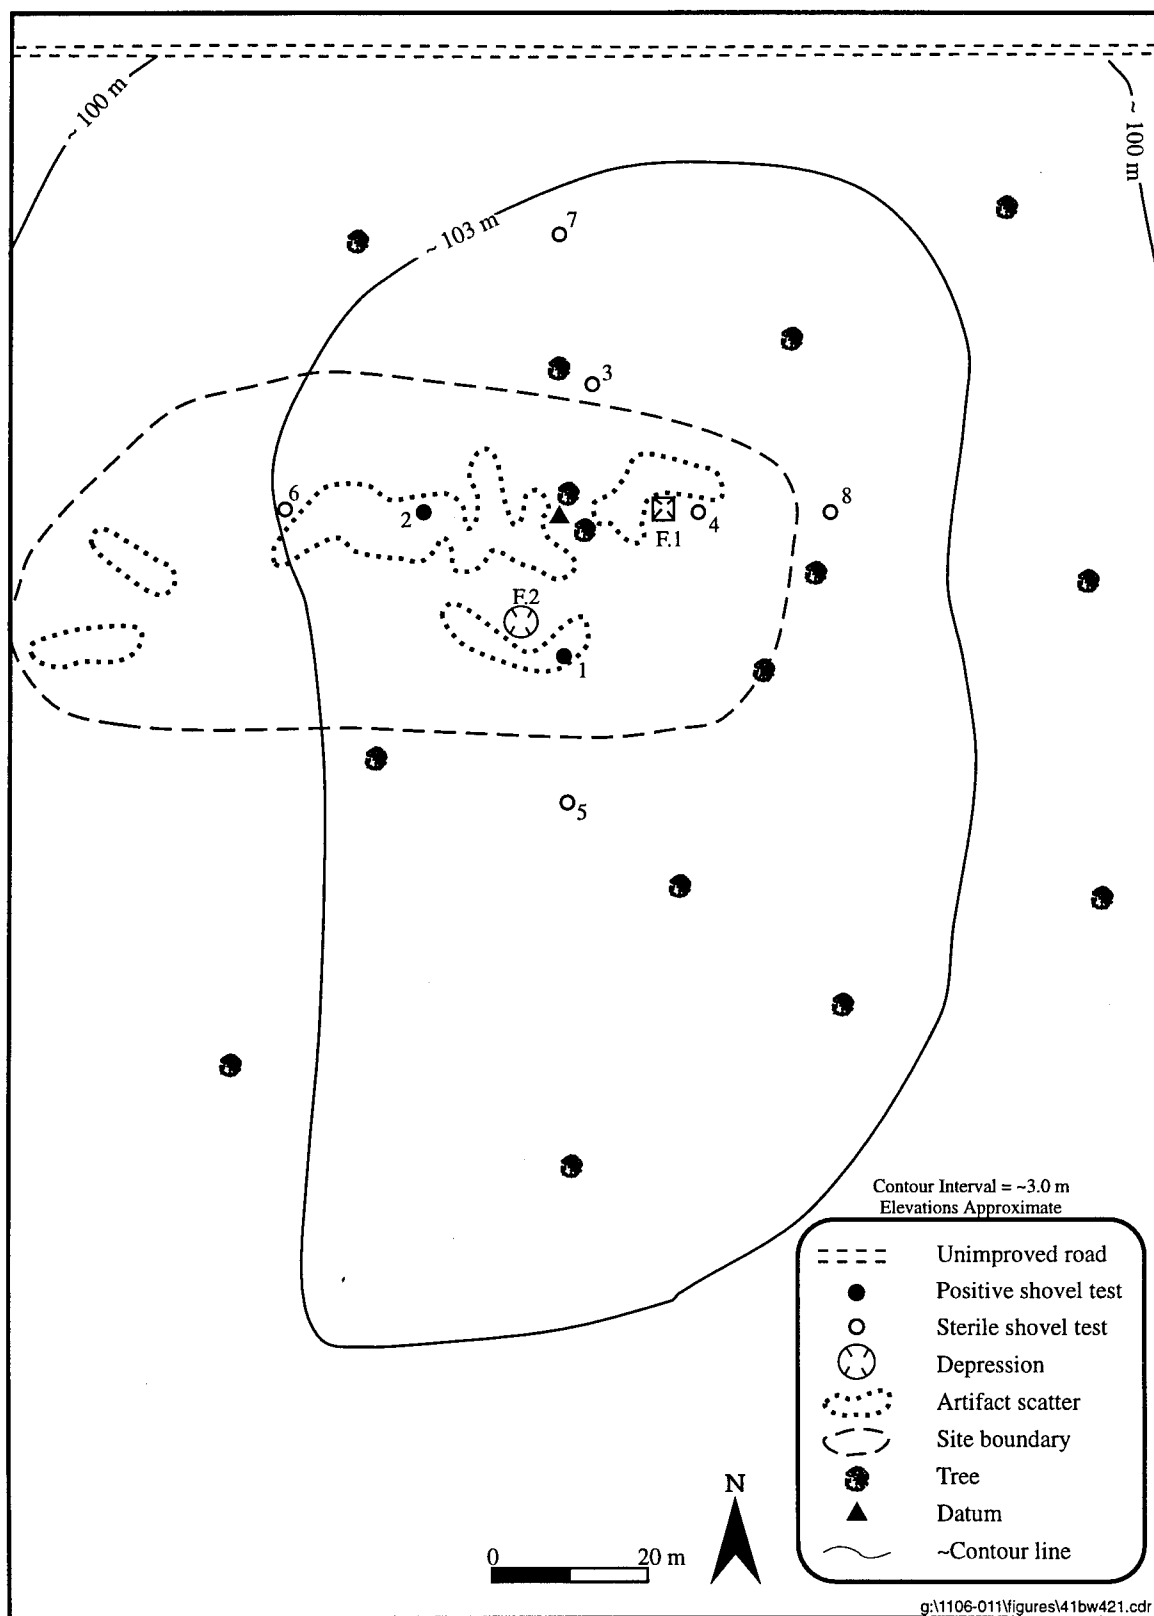 ~ 100 m
~ 100 m
~ 103 m
7
3
6
2
4
8
F.1
F.2
1
5
Contour Interval = ~3.0 m
Elevations Approximate
Unimproved road
Positive shovel test
Sterile shovel test
Depression
Artifact scatter
Site boundary
Tree
Datum
~Contour line
N
0 20 m
g:\1106-011\figures\41bw421.cdr